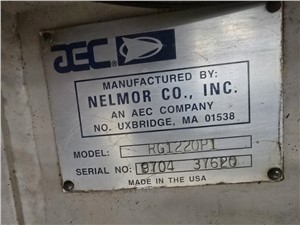 AEC
MANUFACTURED BY:
NELMOR CO., INC.
AN AEC COMPANY
NO. UXBRIDGE, MA 01538
MODEL: RG1220P1
SERIAL NO: 9704 37620
MADE IN THE USA